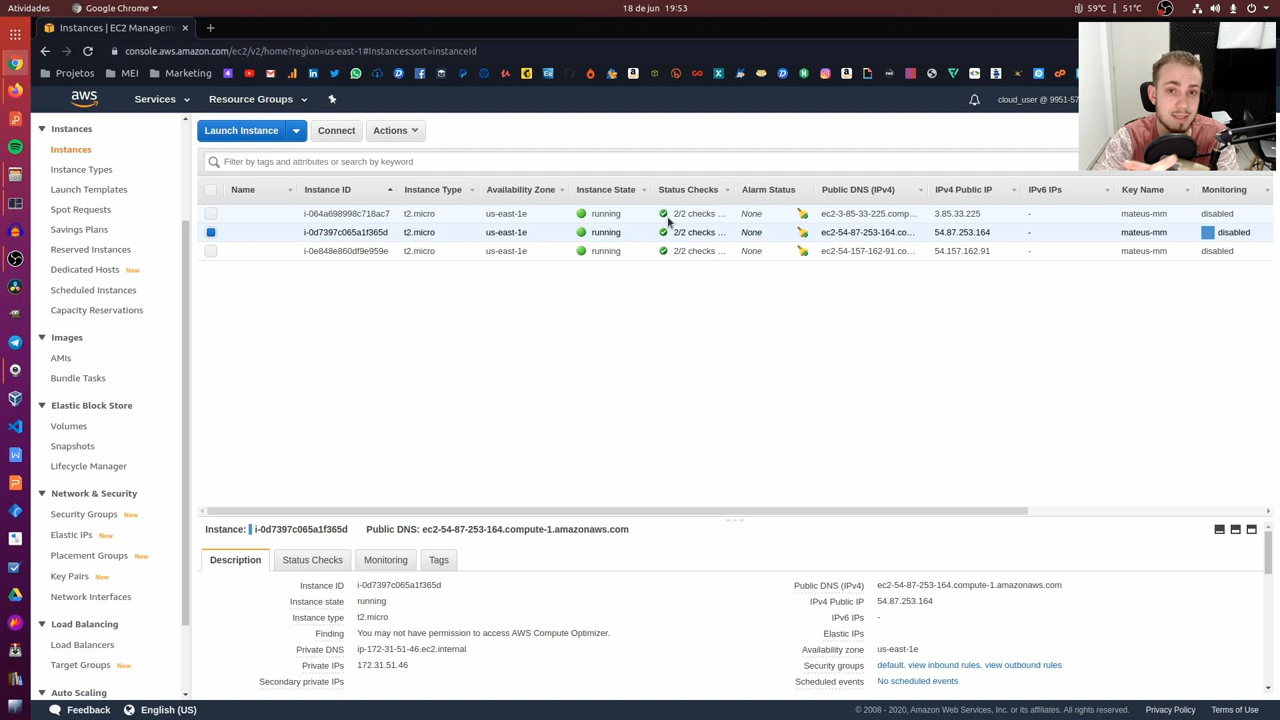 Atividades
Google Chrome
18 de jun 19:53
59°C
51°C
Instances | EC2 Manageme
console.aws.amazon.com/ec2/v2/home?region=us-east-1#Instances:sort=instanceId
Projetos
MEI
Marketing
aws
Services
Resource Groups
cloud_user @ 9951-57
Instances
Instances
Instance Types
Launch Templates
Spot Requests
Savings Plans
Reserved Instances
Dedicated Hosts New
Scheduled Instances
Capacity Reservations
Images
AMIs
Bundle Tasks
Elastic Block Store
Volumes
Snapshots
Lifecycle Manager
Network & Security
Security Groups New
Elastic IPs New
Placement Groups New
Key Pairs New
Network Interfaces
Load Balancing
Load Balancers
Target Groups New
Auto Scaling
Launch Instance
Connect
Actions
Filter by tags and attributes or search by keyword
Name Instance ID Instance Type Availability Zone Instance State Status Checks Alarm Status Public DNS (IPv4) IPv4 Public IP IPv6 IPs Key Name Monitoring
i-064a698998c718ac7 t2.micro us-east-1e running 2/2 checks ... None ec2-3-85-33-225.comp... 3.85.33.225 - mateus-mm disabled
i-0d7397c065a1f365d t2.micro us-east-1e running 2/2 checks ... None ec2-54-87-253-164.co... 54.87.253.164 - mateus-mm disabled
i-0e848e860df9e959e t2.micro us-east-1e running 2/2 checks ... None ec2-54-157-162-91.co... 54.157.162.91 - mateus-mm disabled
Instance: i-0d7397c065a1f365d Public DNS: ec2-54-87-253-164.compute-1.amazonaws.com
Description
Status Checks
Monitoring
Tags
Instance ID i-0d7397c065a1f365d
Instance state running
Instance type t2.micro
Finding You may not have permission to access AWS Compute Optimizer.
Private DNS ip-172-31-51-46.ec2.internal
Private IPs 172.31.51.46
Secondary private IPs
Public DNS (IPv4) ec2-54-87-253-164.compute-1.amazonaws.com
IPv4 Public IP 54.87.253.164
IPv6 IPs -
Elastic IPs
Availability zone us-east-1e
Security groups default. view inbound rules. view outbound rules
Scheduled events No scheduled events
Feedback
English (US)
© 2008 - 2020, Amazon Web Services, Inc. or its affiliates. All rights reserved.
Privacy Policy
Terms of Use